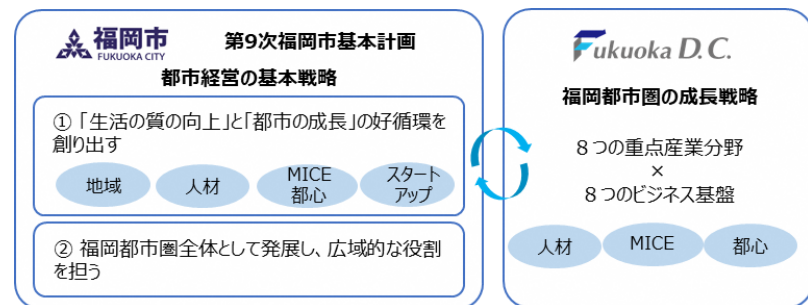 福岡市
FUKUOKA CITY
第9次福岡市基本計画
都市経営の基本戦略
① 「生活の質の向上」と「都市の成長」の好循環を
創り出す
地域
人材
MICE
都心
スタート
アップ
② 福岡都市圏全体として発展し、広域的な役割
を担う
Fukuoka D.C.
福岡都市圏の成長戦略
8つの重点産業分野
×
8つのビジネス基盤
人材
MICE
都心